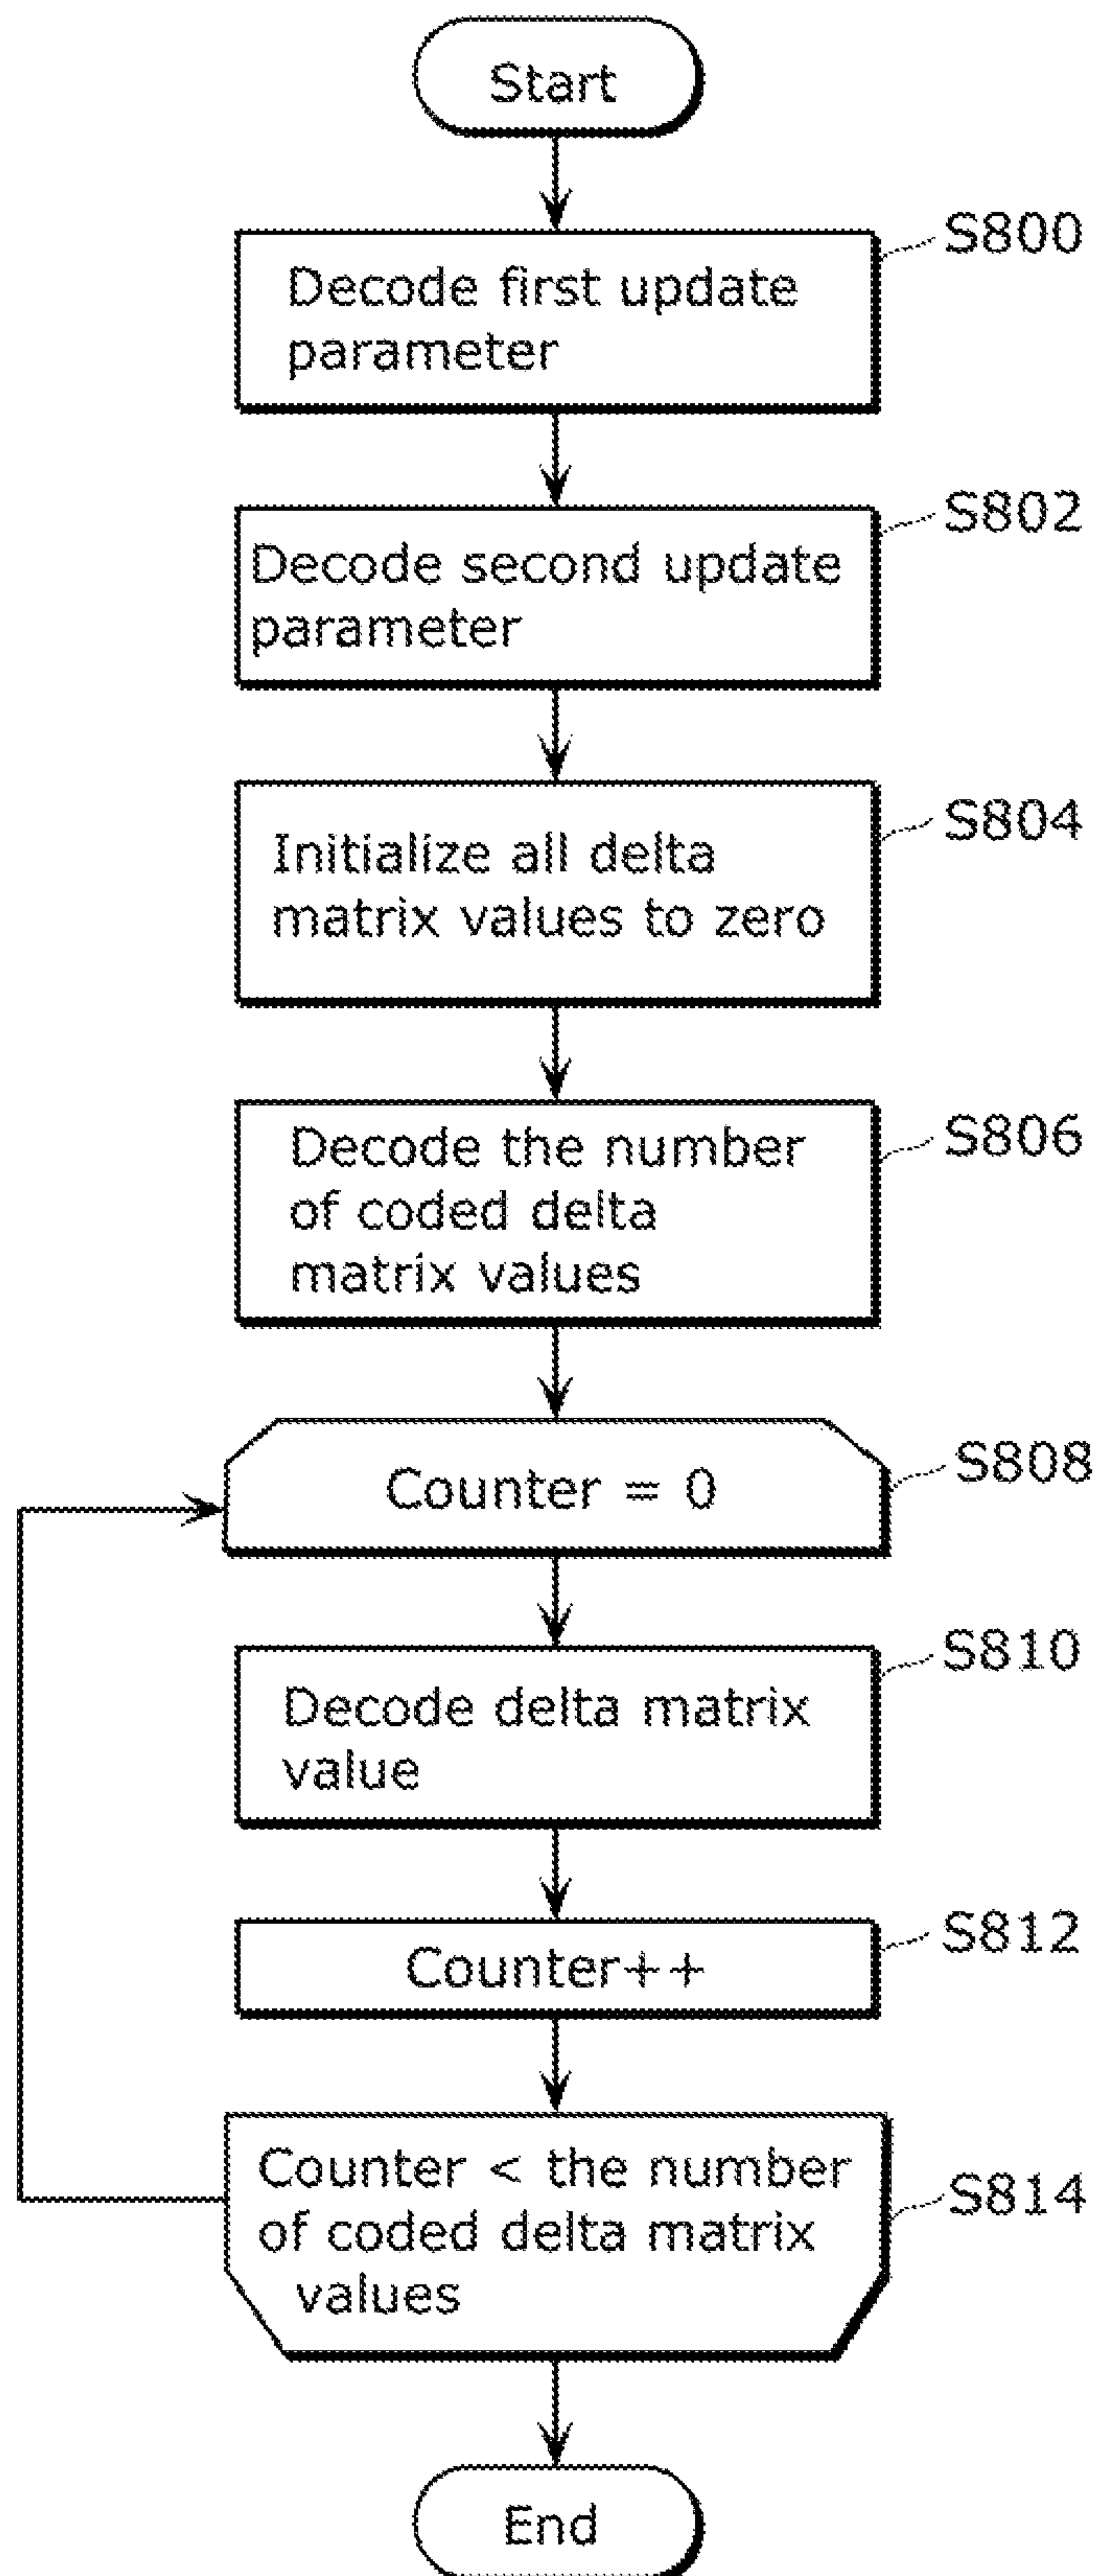 Start
S800
Decode first update
parameter
S802
Decode second update
parameter
S804
Initialize all delta
matrix values to zero
S806
Decode the number
of coded delta
matrix values
S808
Counter = 0
S810
Decode delta matrix
value
S812
Counter++
S814
Counter < the number
of coded delta matrix
values
End